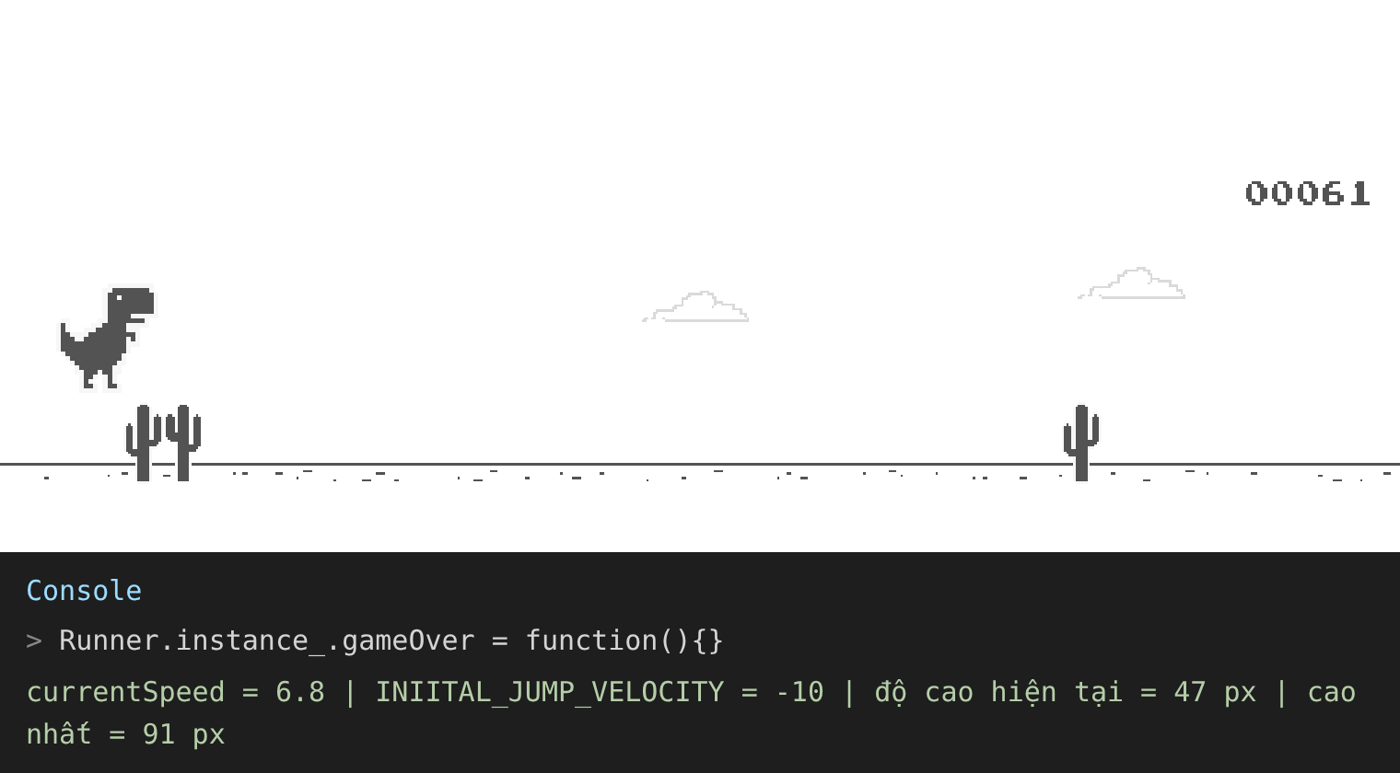 00061
Console
> Runner.instance_.gameOver = function(){}
currentSpeed = 6.8 | INIITAL_JUMP_VELOCITY = -10 | độ cao hiện tại = 47 px | cao
nhất = 91 px